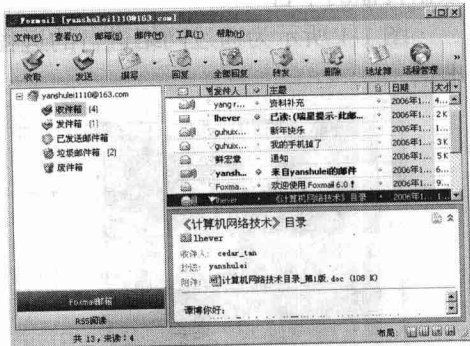 Foxmail [yanshulei1110@163.com]
文件(F) 查看(V) 邮箱(B) 邮件(M) 工具(T) 帮助(H)
收取 发送 撰写 回复 全部回复 转发 删除 地址簿 远程管理
yanshulei1110@163.com
收件箱 (4)
发件箱 (1)
已发送邮件箱
垃圾邮件箱 (2)
废件箱
发件人 主题 日期 大小
yang r... 资料补充 2006年1... 4...
lhever 已读: (瑞星提示-此邮... 2006年1... 2K
guhuix... 新年快乐 2006年1... 1...
guhuix... 我的手机掉了 2006年1... 3K
鲜宏章 通知 2006年1... 5K
yansh... 来自yanshulei的邮件 2006年1... 6...
Foxma... 欢迎使用 Foxmail 6.0! 2006年1... 9...
lhever 《计算机网络技术》目录 2006年1... 1...
《计算机网络技术》目录
lhever
收件人: cedar_tan
抄送: yanshulei
附件: 计算机网络技术目录_第1版.doc (106 K)
谭博你好:
Foxmail邮箱
RSS阅读
共 13, 未读: 4
布局